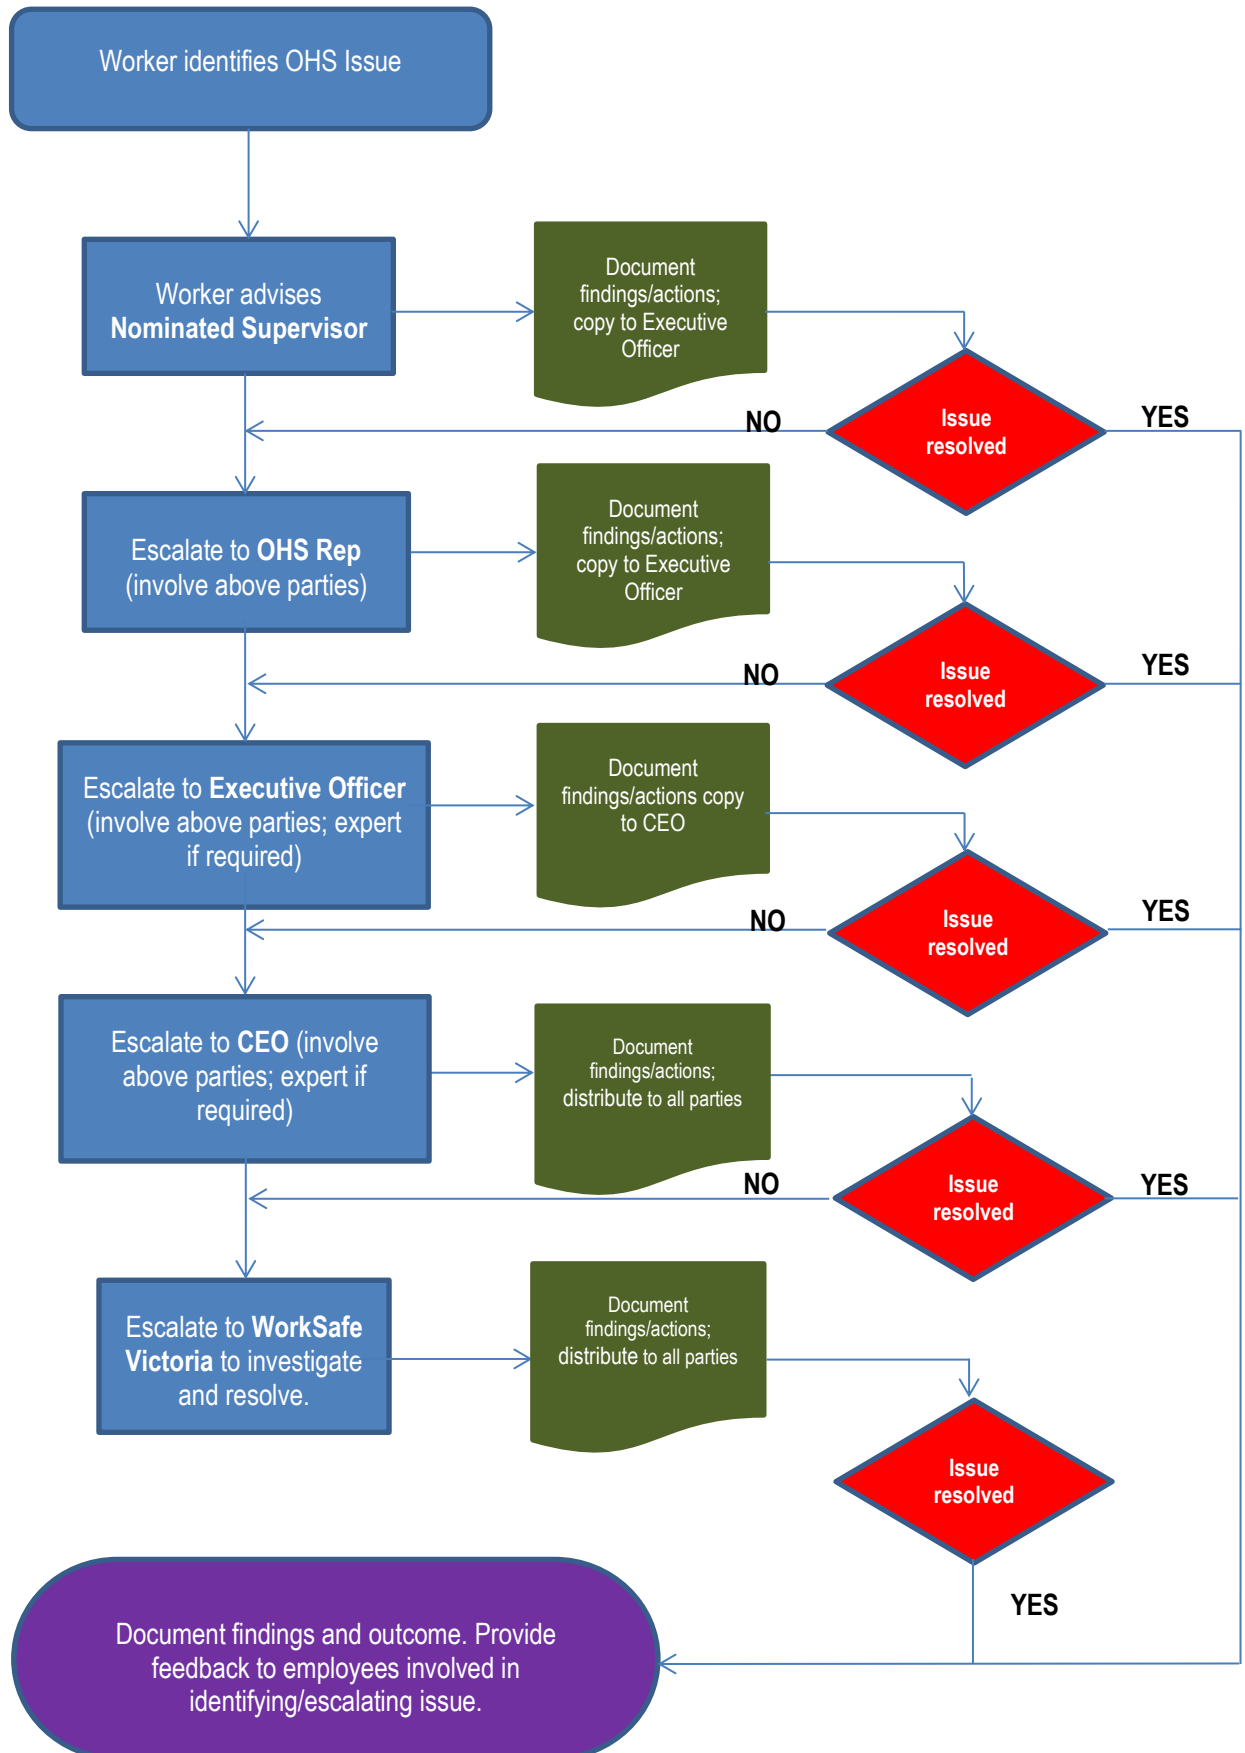 Worker identifies OHS Issue
Worker advises
Nominated Supervisor
Document
findings/actions;
copy to Executive
Officer
Issue
resolved
NO
YES
Escalate to OHS Rep
(involve above parties)
Document
findings/actions;
copy to Executive
Officer
Issue
resolved
NO
YES
Escalate to Executive Officer
(involve above parties; expert
if required)
Document
findings/actions copy
to CEO
Issue
resolved
NO
YES
Escalate to CEO (involve
above parties; expert if
required)
Document
findings/actions;
distribute to all parties
Issue
resolved
NO
YES
Escalate to WorkSafe
Victoria to investigate
and resolve.
Document
findings/actions;
distribute to all parties
Issue
resolved
YES
Document findings and outcome. Provide
feedback to employees involved in
identifying/escalating issue.